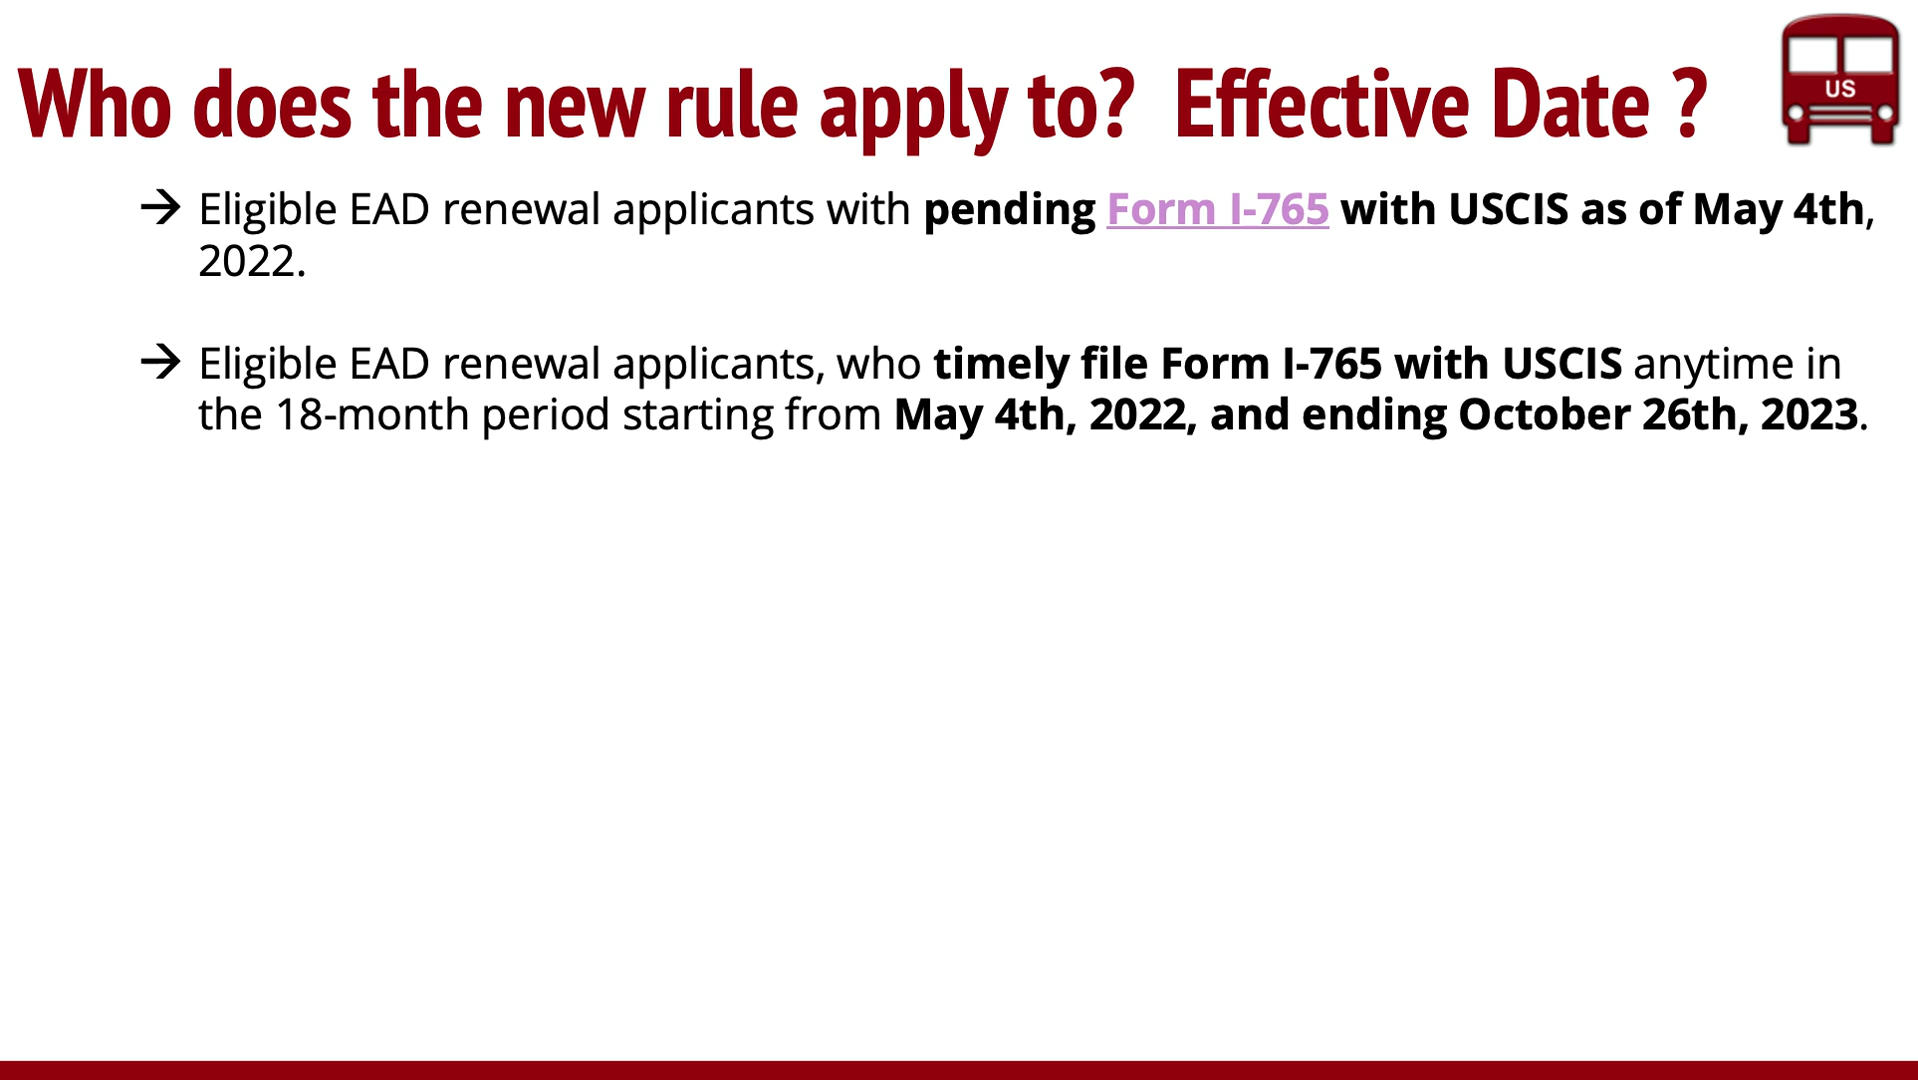 Who does the new rule apply to?  Effective Date ?
US
→ Eligible EAD renewal applicants with pending Form I-765 with USCIS as of May 4th,
2022.
→ Eligible EAD renewal applicants, who timely file Form I-765 with USCIS anytime in
the 18-month period starting from May 4th, 2022, and ending October 26th, 2023.